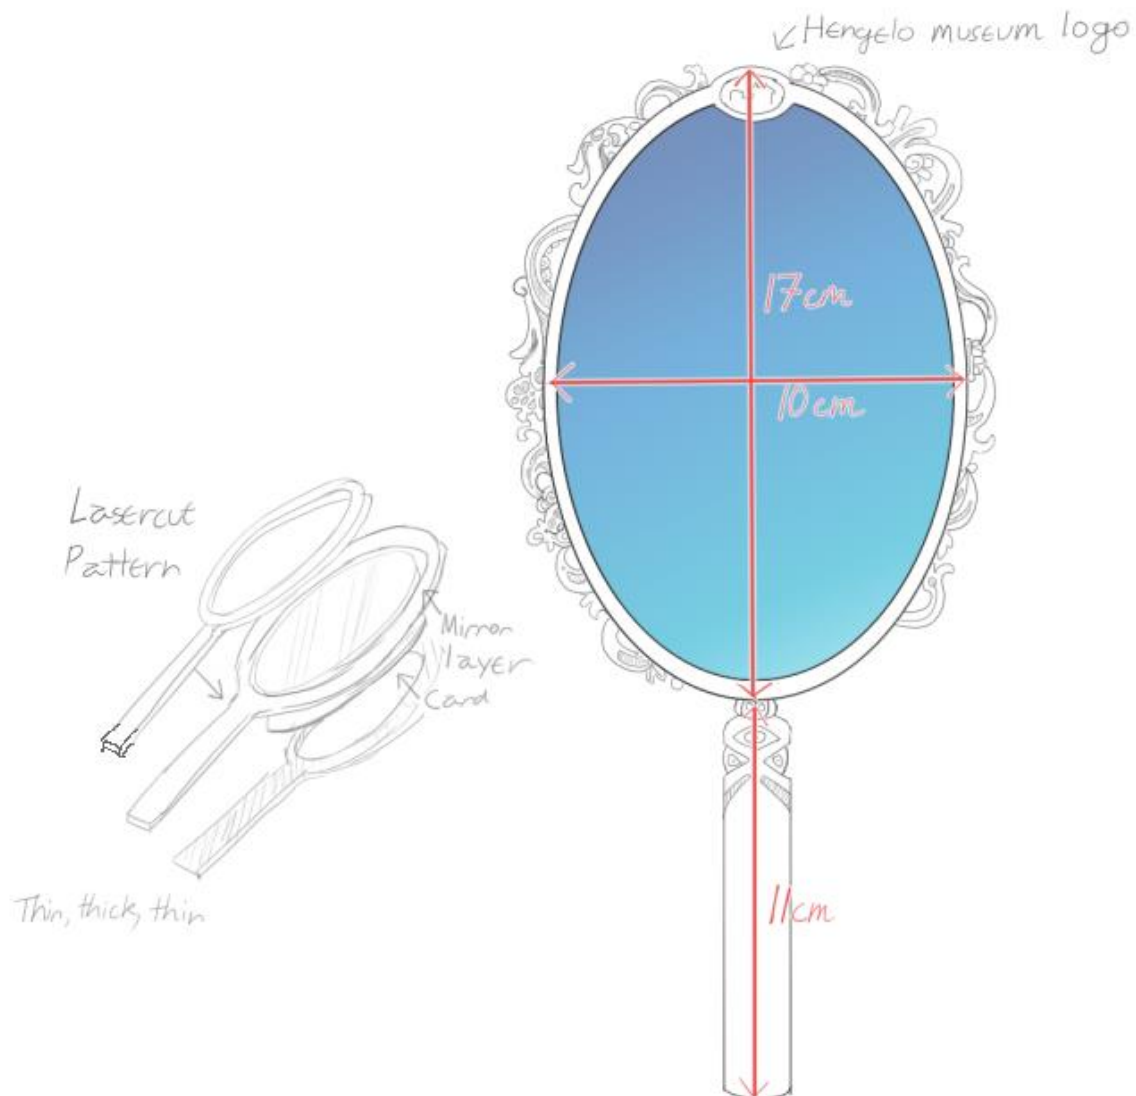 Hengelo museum logo
17cm
10cm
Lasercut
Pattern
Mirror
layer
Card
11cm
Thin, thick, thin